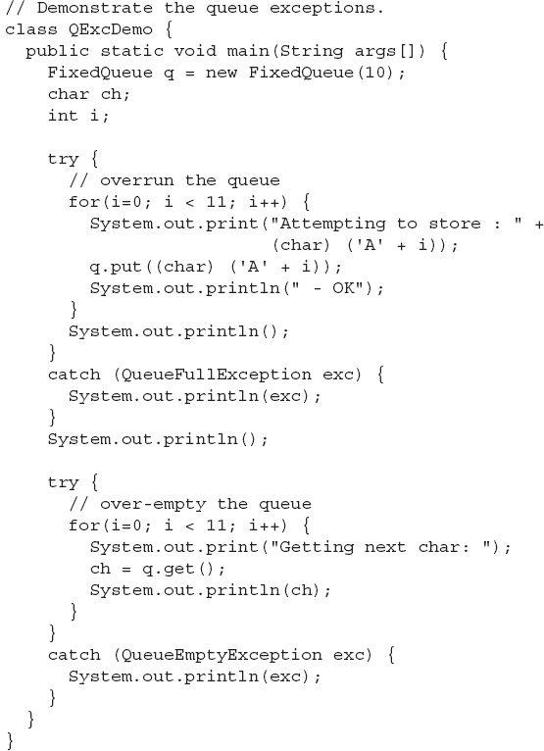 // Demonstrate the queue exceptions.
class QExcDemo {
  public static void main(String args[]) {
    FixedQueue q = new FixedQueue(10);
    char ch;
    int i;

    try {
      // overrun the queue
      for(i=0; i < 11; i++) {
        System.out.print("Attempting to store : " +
                         (char) ('A' + i));
        q.put((char) ('A' + i));
        System.out.println(" - OK");
      }
      System.out.println();
    }
    catch (QueueFullException exc) {
      System.out.println(exc);
    }
    System.out.println();

    try {
      // over-empty the queue
      for(i=0; i < 11; i++) {
        System.out.print("Getting next char: ");
        ch = q.get();
        System.out.println(ch);
      }
    }
    catch (QueueEmptyException exc) {
      System.out.println(exc);
    }
  }
}